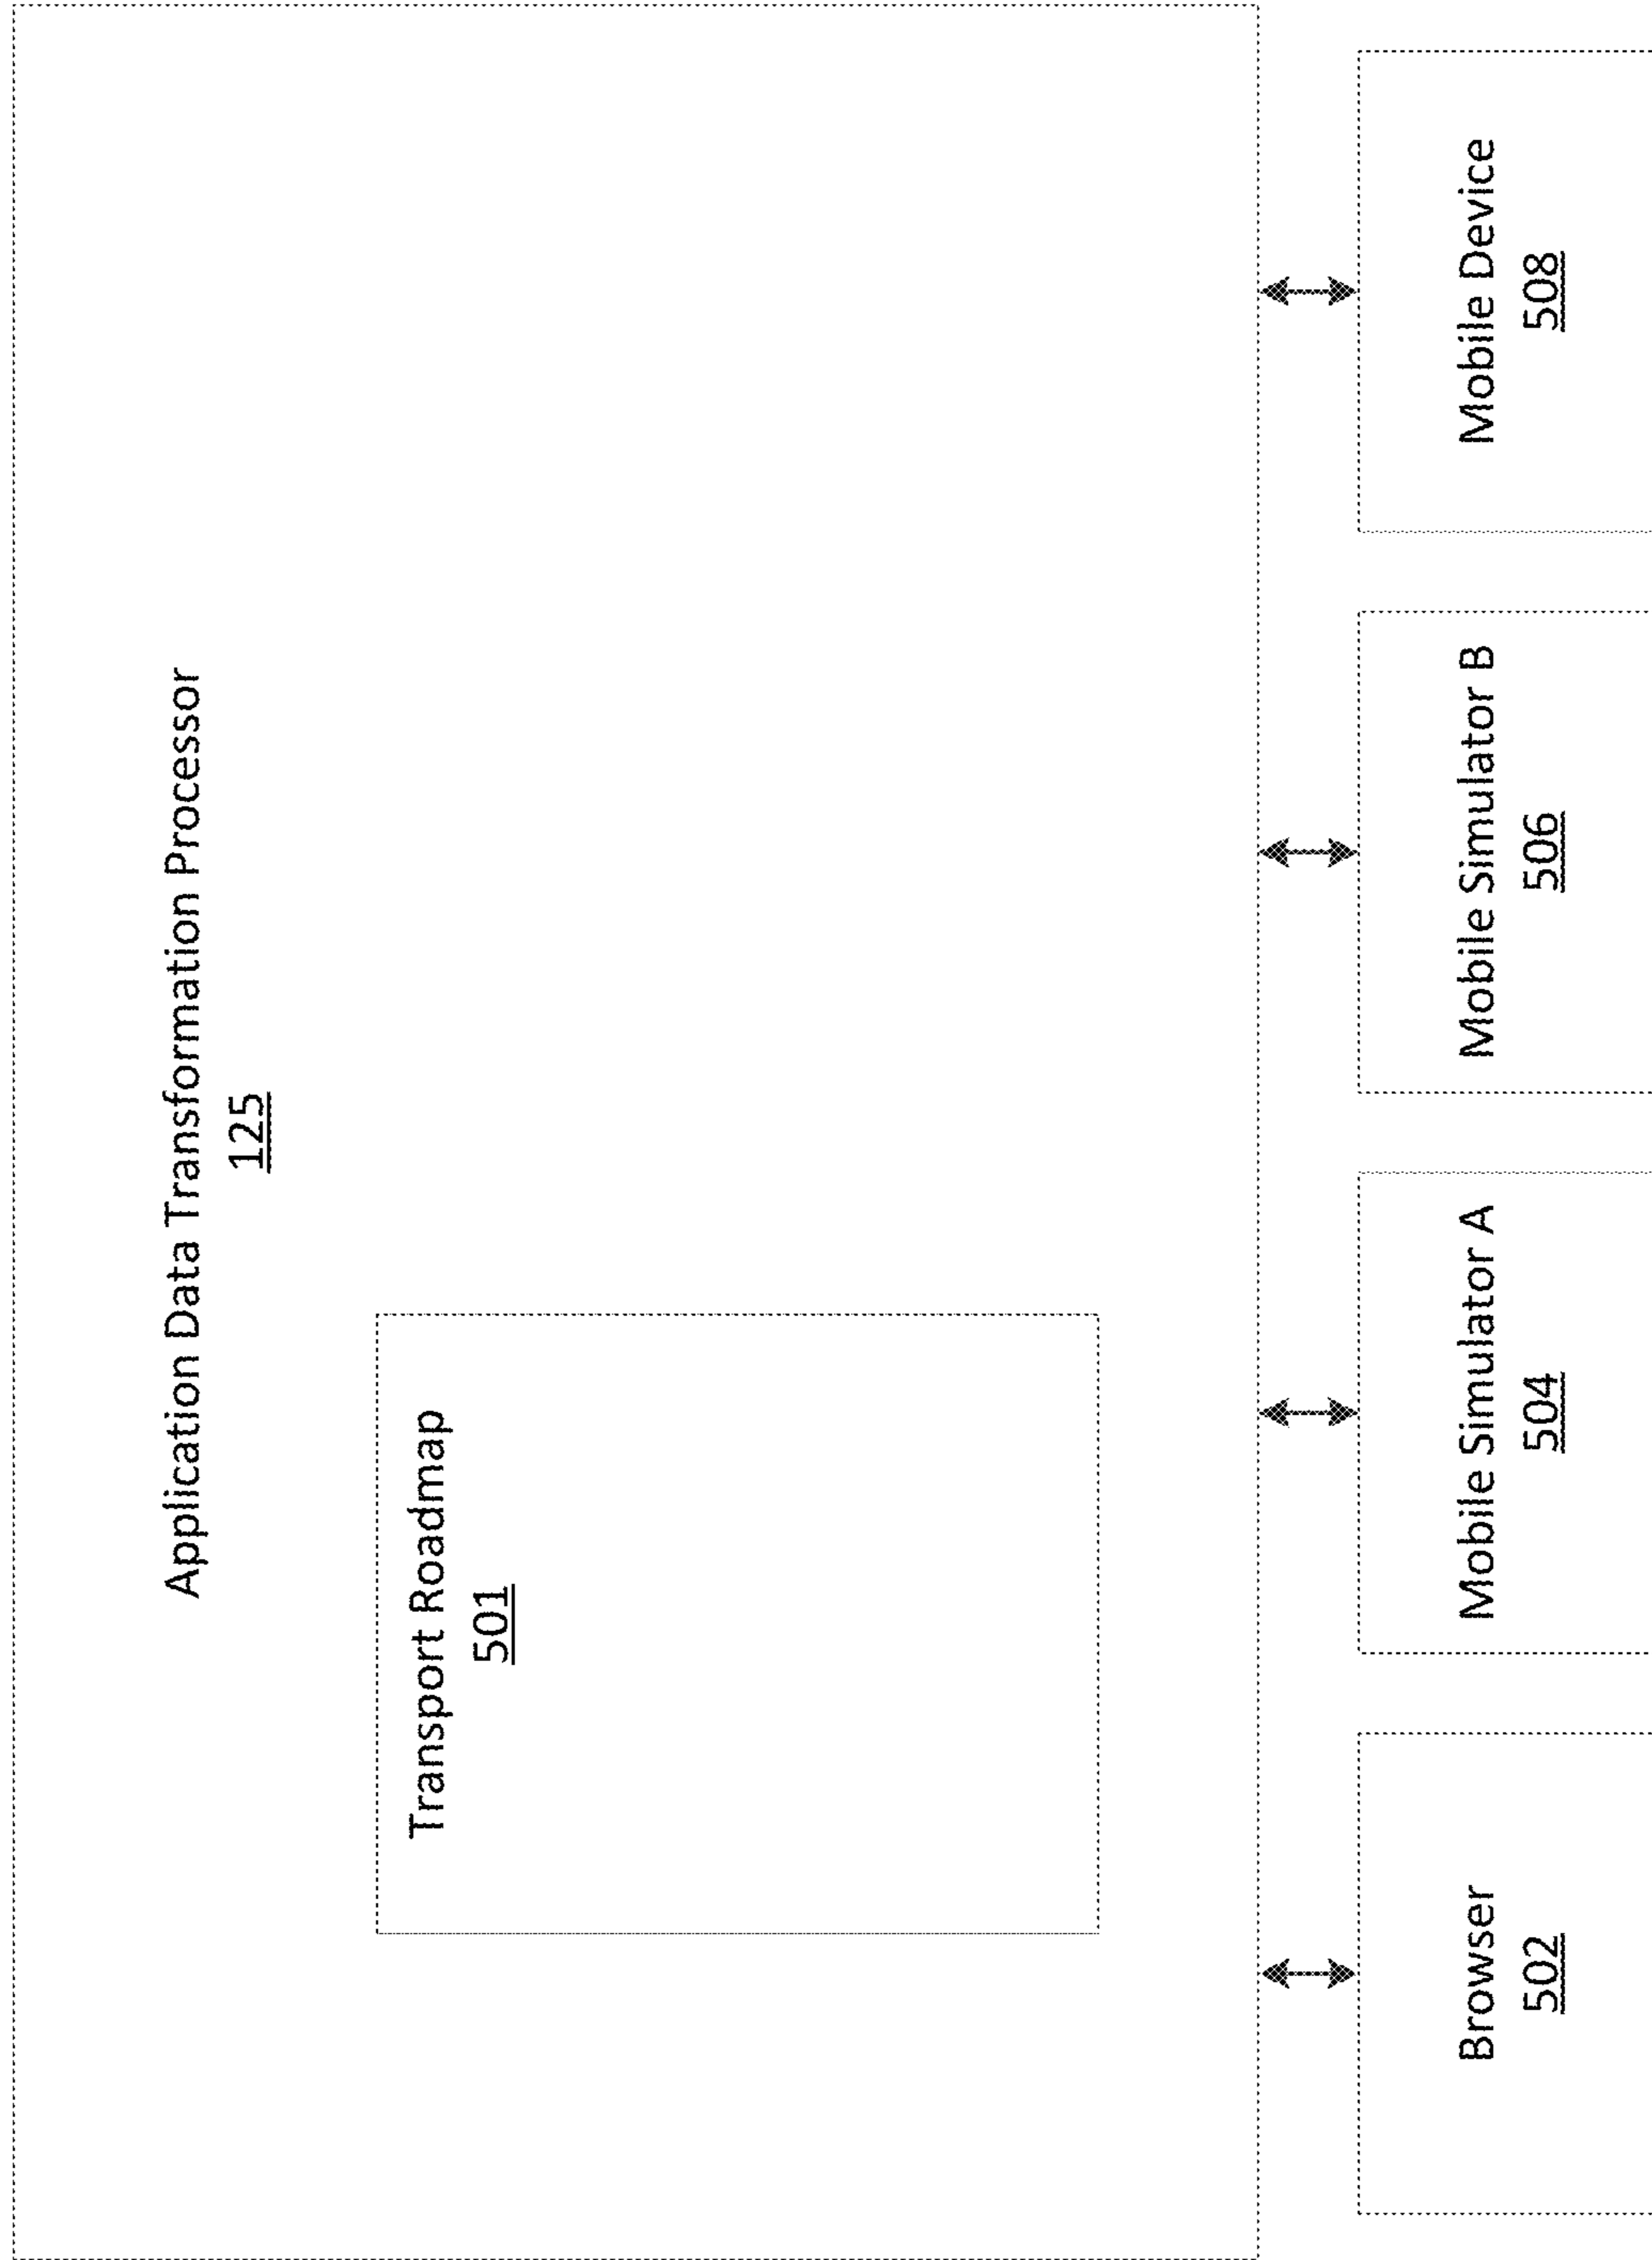 Application Data Transformation Processor
125
Transport Roadmap
501
Browser
502
Mobile Simulator A
504
Mobile Simulator B
506
Mobile Device
508